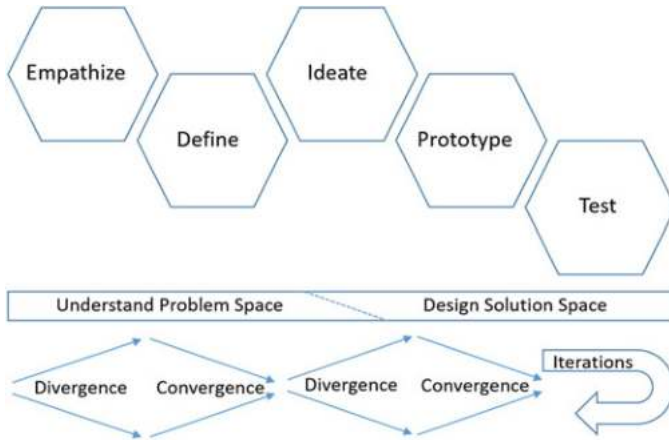 Empathize
Ideate
Define
Prototype
Test
Understand Problem Space
Design Solution Space
Divergence
Convergence
Divergence
Convergence
Iterations